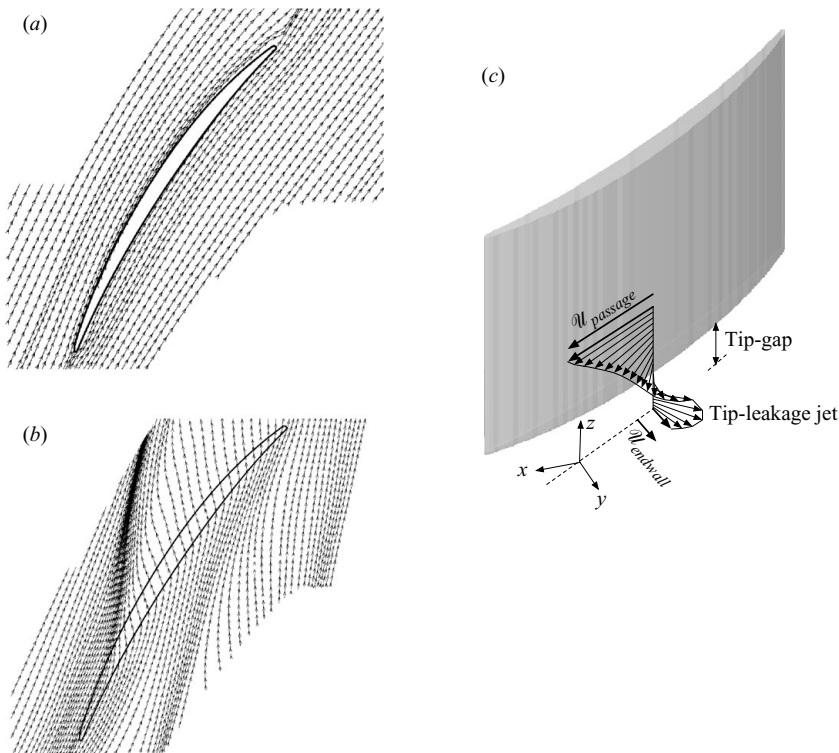 (a)
(b)
(c)
𝒰 passage
Tip-gap
Tip-leakage jet
𝒰 endwall
z
x
y